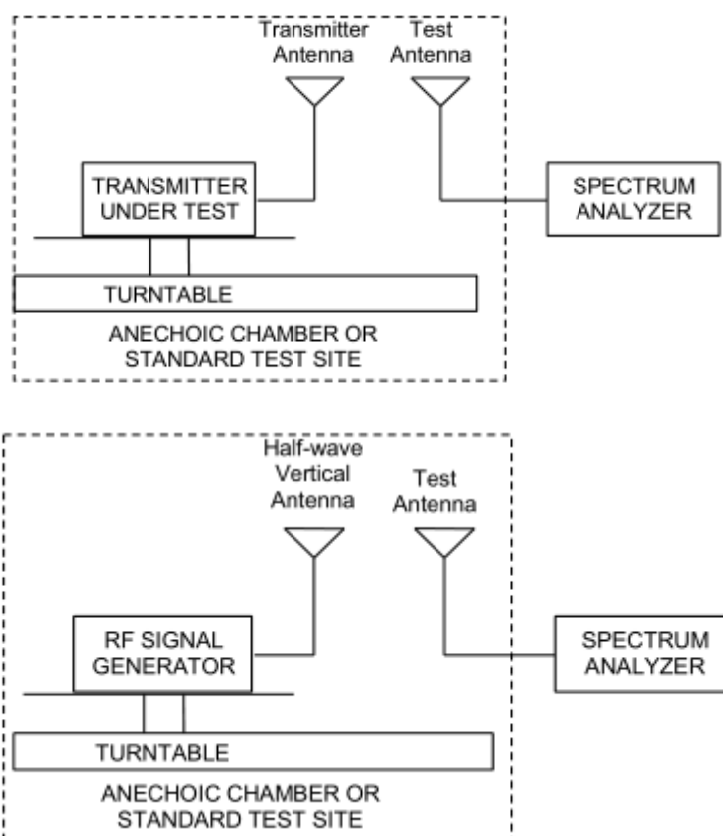 Transmitter
Antenna
Test
Antenna
TRANSMITTER
UNDER TEST
SPECTRUM
ANALYZER
TURNTABLE
ANECHOIC CHAMBER OR
STANDARD TEST SITE
Half-wave
Vertical
Antenna
Test
Antenna
RF SIGNAL
GENERATOR
SPECTRUM
ANALYZER
TURNTABLE
ANECHOIC CHAMBER OR
STANDARD TEST SITE